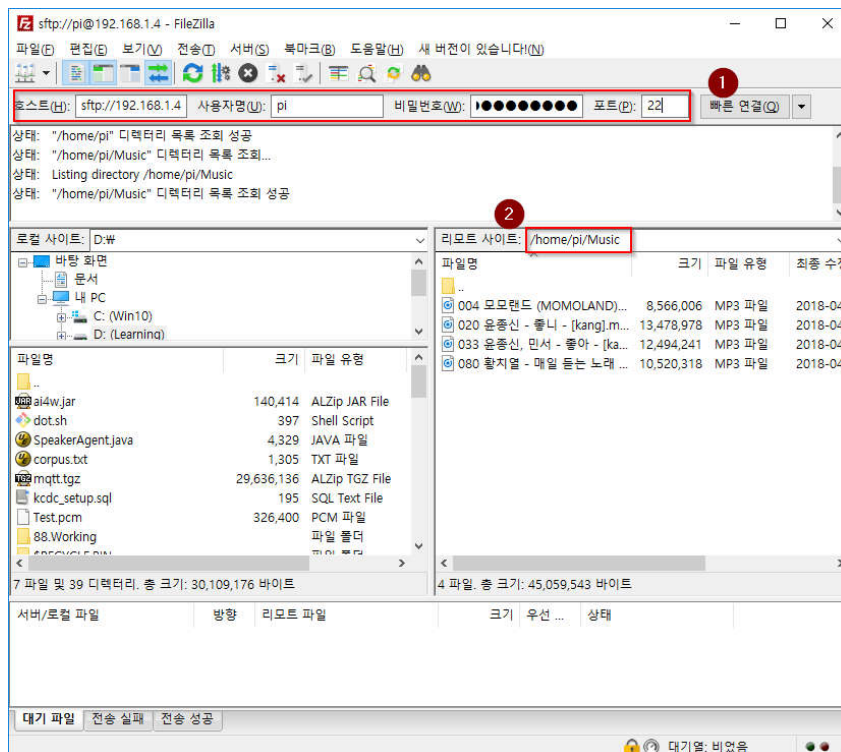 sftp://pi@192.168.1.4 - FileZilla
파일(F) 편집(E) 보기(V) 전송(T) 서버(S) 북마크(B) 도움말(H) 새 버전이 있습니다!(N)
1
호스트(H): sftp://192.168.1.4 사용자명(U): pi 비밀번호(W): ●●●●●●●●● 포트(P): 22 빠른 연결(Q)
상태: "/home/pi" 디렉터리 목록 조회 성공
상태: "/home/pi/Music" 디렉터리 목록 조회...
상태: Listing directory /home/pi/Music
상태: "/home/pi/Music" 디렉터리 목록 조회 성공
2
로컬 사이트: D:₩
바탕 화면
문서
내 PC
C: (Win10)
D: (Learning)
파일명 크기 파일 유형
..
ai4w.jar 140,414 ALZip JAR File
dot.sh 397 Shell Script
SpeakerAgent.java 4,329 JAVA 파일
corpus.txt 1,305 TXT 파일
mqtt.tgz 29,636,136 ALZip TGZ File
kcdc_setup.sql 195 SQL Text File
Test.pcm 326,400 PCM 파일
88.Working 파일 폴더
7 파일 및 39 디렉터리. 총 크기: 30,109,176 바이트
리모트 사이트: /home/pi/Music
파일명 크기 파일 유형 최종 수정
..
004 모모랜드 (MOMOLAND)... 8,566,006 MP3 파일 2018-04
020 윤종신 - 좋니 - [kang].m... 13,478,978 MP3 파일 2018-04
033 윤종신, 민서 - 좋아 - [ka... 12,494,241 MP3 파일 2018-04
080 황치열 - 매일 듣는 노래 ... 10,520,318 MP3 파일 2018-04
4 파일. 총 크기: 45,059,543 바이트
서버/로컬 파일 방향 리모트 파일 크기 우선 ... 상태
대기 파일 전송 실패 전송 성공
대기열: 비었음